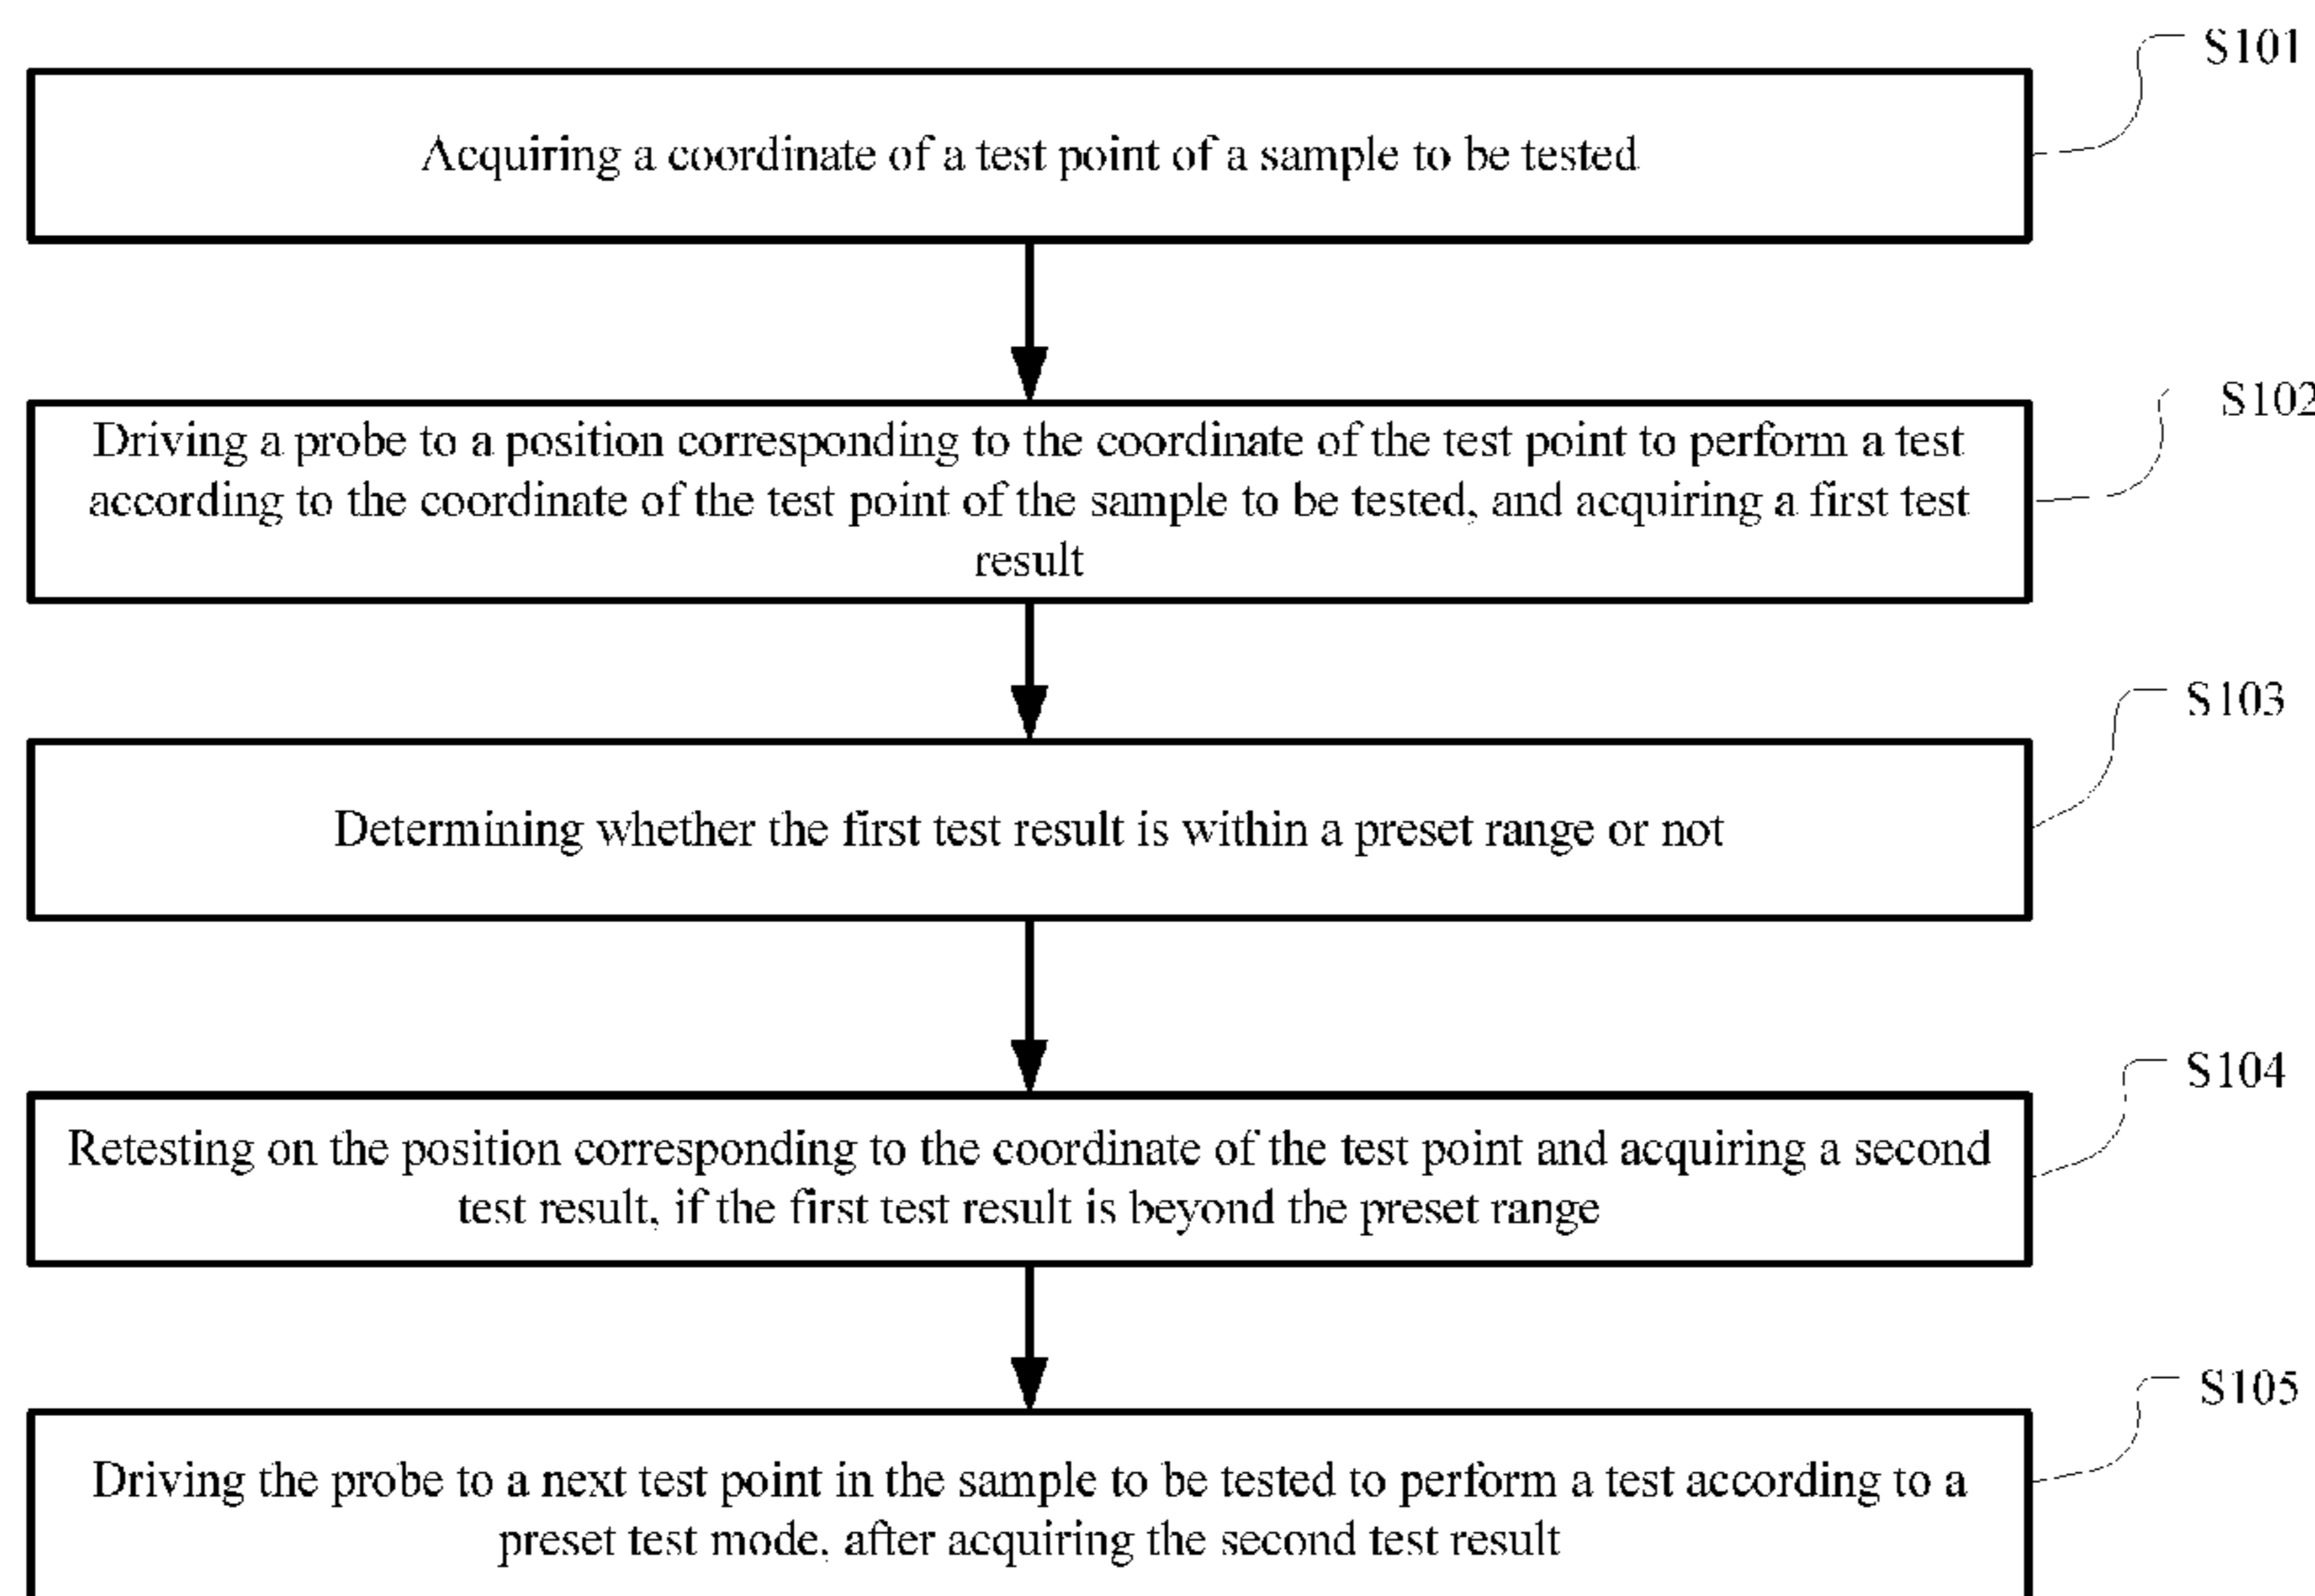 S101
Acquiring a coordinate of a test point of a sample to be tested
S102
Driving a probe to a position corresponding to the coordinate of the test point to perform a test
according to the coordinate of the test point of the sample to be tested, and acquiring a first test
result
S103
Determining whether the first test result is within a preset range or not
S104
Retesting on the position corresponding to the coordinate of the test point and acquiring a second
test result, if the first test result is beyond the preset range
S105
Driving the probe to a next test point in the sample to be tested to perform a test according to a
preset test mode, after acquiring the second test result